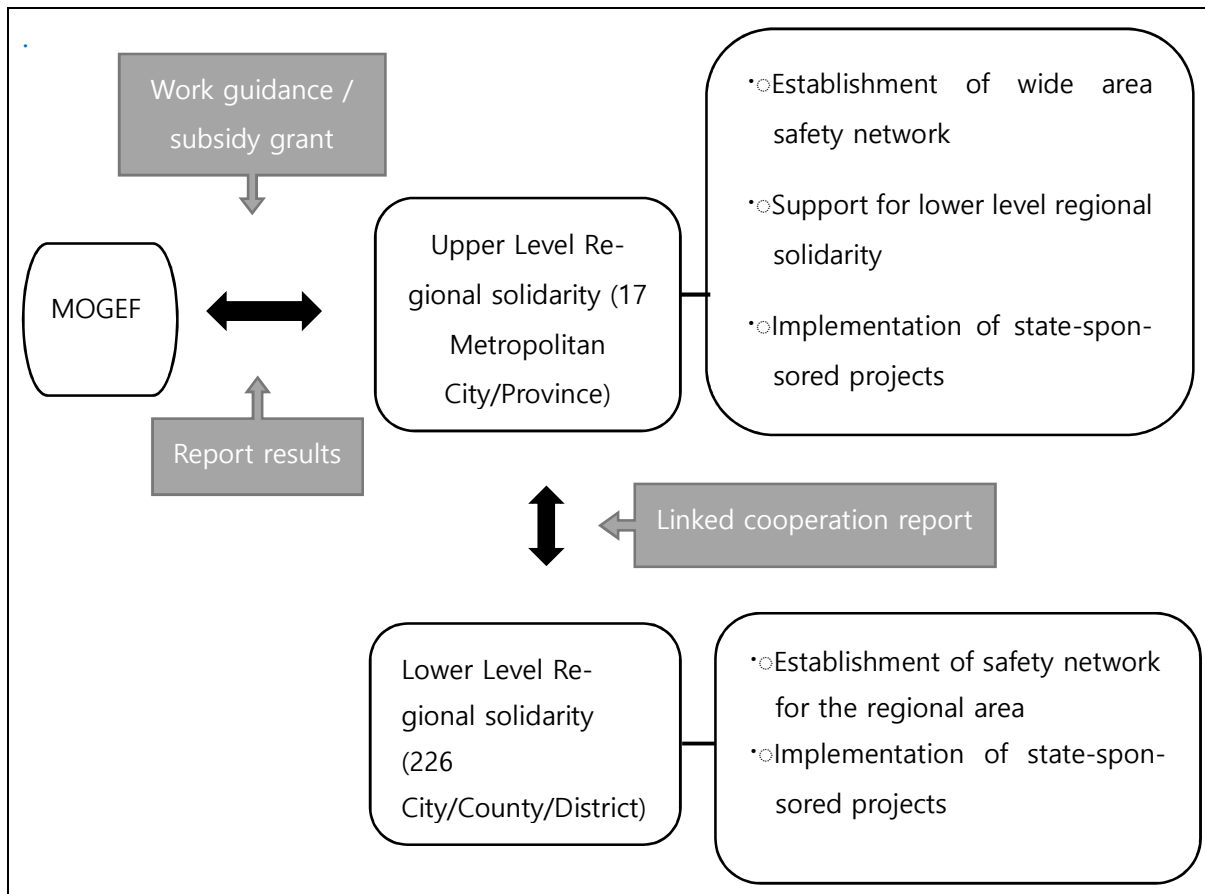 Work guidance /
subsidy grant
MOGEF
Report results
Upper Level Re-
gional solidarity (17
Metropolitan
City/Province)
·◌Establishment of wide area
safety network
·◌Support for lower level regional
solidarity
·◌Implementation of state-spon-
sored projects
Linked cooperation report
Lower Level Re-
gional solidarity
(226
City/County/District)
·◌Establishment of safety network
for the regional area
·◌Implementation of state-spon-
sored projects